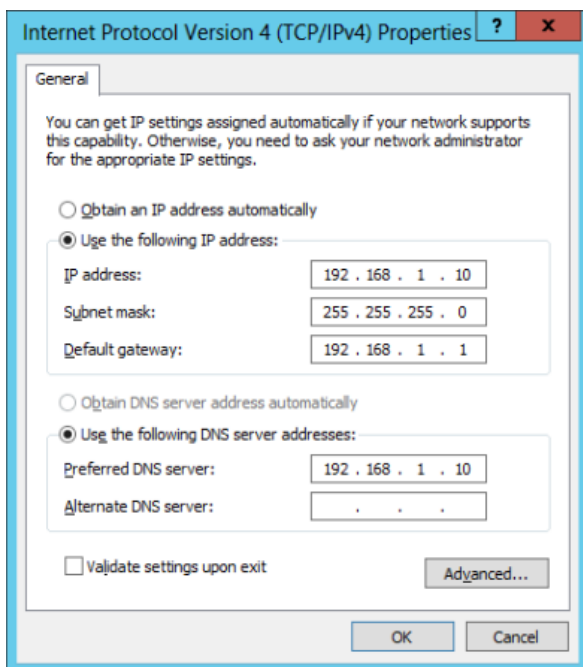 Internet Protocol Version 4 (TCP/IPv4) Properties ? x
General
You can get IP settings assigned automatically if your network supports
this capability. Otherwise, you need to ask your network administrator
for the appropriate IP settings.
Obtain an IP address automatically
Use the following IP address:
IP address: 192 . 168 . 1 . 10
Subnet mask: 255 . 255 . 255 . 0
Default gateway: 192 . 168 . 1 . 1
Obtain DNS server address automatically
Use the following DNS server addresses:
Preferred DNS server: 192 . 168 . 1 . 10
Alternate DNS server: . . .
Validate settings upon exit
Advanced...
OK Cancel